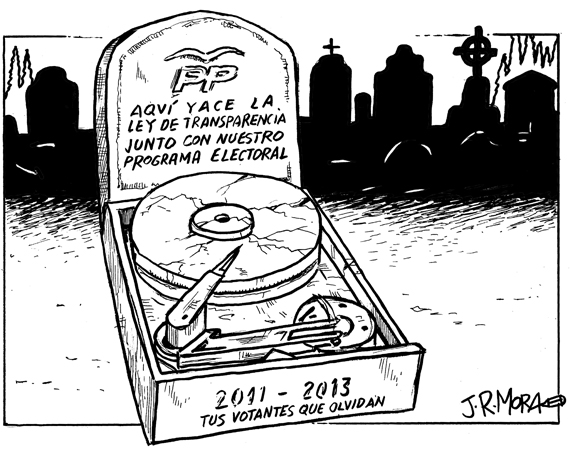 PP
AQUÍ YACE LA
LEY DE TRANSPARENCIA
JUNTO CON NUESTRO
PROGRAMA ELECTORAL
2011 - 2013
TUS VOTANTES QUE OLVIDAN
J.R.MORA